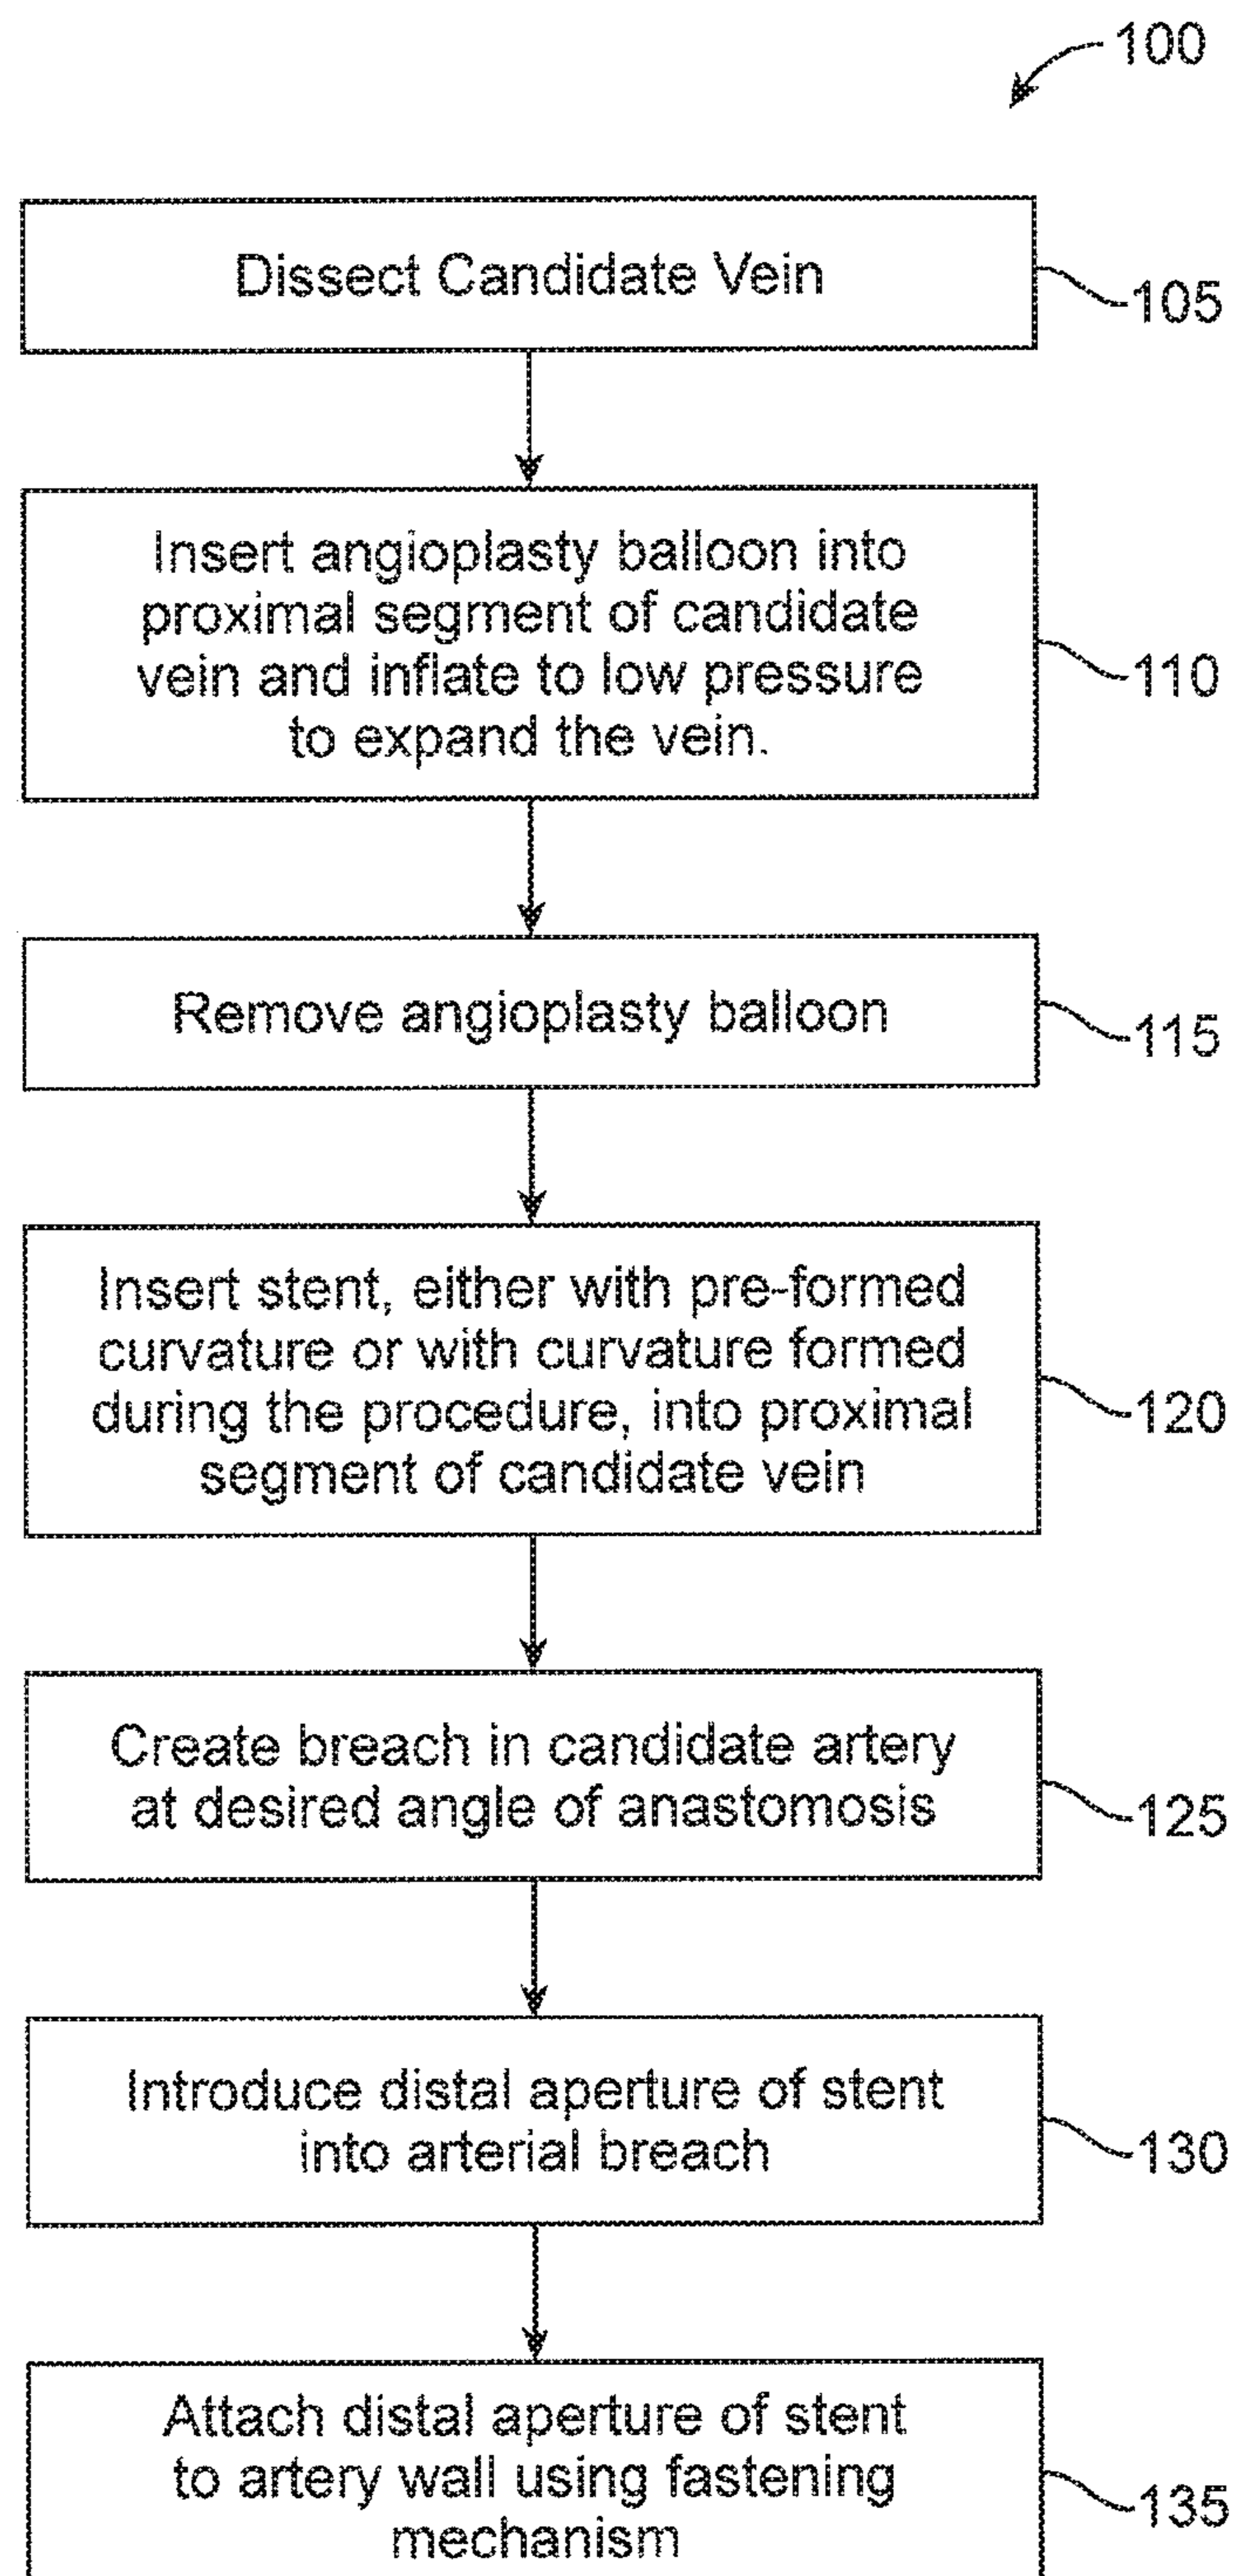 100
Dissect Candidate Vein
105
Insert angioplasty balloon into
proximal segment of candidate
vein and inflate to low pressure
to expand the vein.
110
Remove angioplasty balloon
115
Insert stent, either with pre-formed
curvature or with curvature formed
during the procedure, into proximal
segment of candidate vein
120
Create breach in candidate artery
at desired angle of anastomosis
125
Introduce distal aperture of stent
into arterial breach
130
Attach distal aperture of stent
to artery wall using fastening
mechanism
135